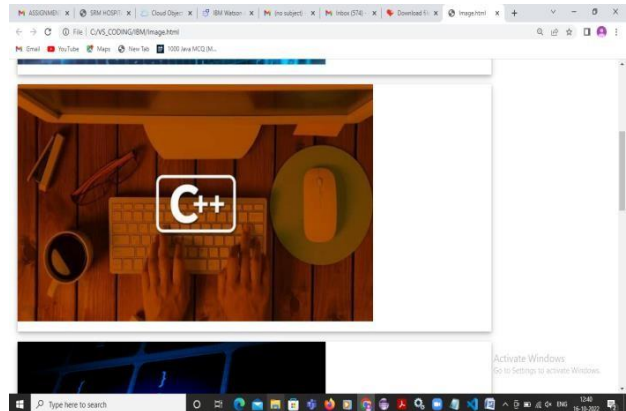 ASSIGNMEN
SRM HOSPIT
Cloud Object
IBM Watson
(no subject)
Inbox (574)
Download fi
Image.html
File | C:/VS_CODING/IBM/Image.html
Email
YouTube
Maps
New Tab
1000 Java MCQ (M...
C++
Activate Windows
Go to Settings to activate Windows.
Type here to search
ENG
12:40
16-10-2022